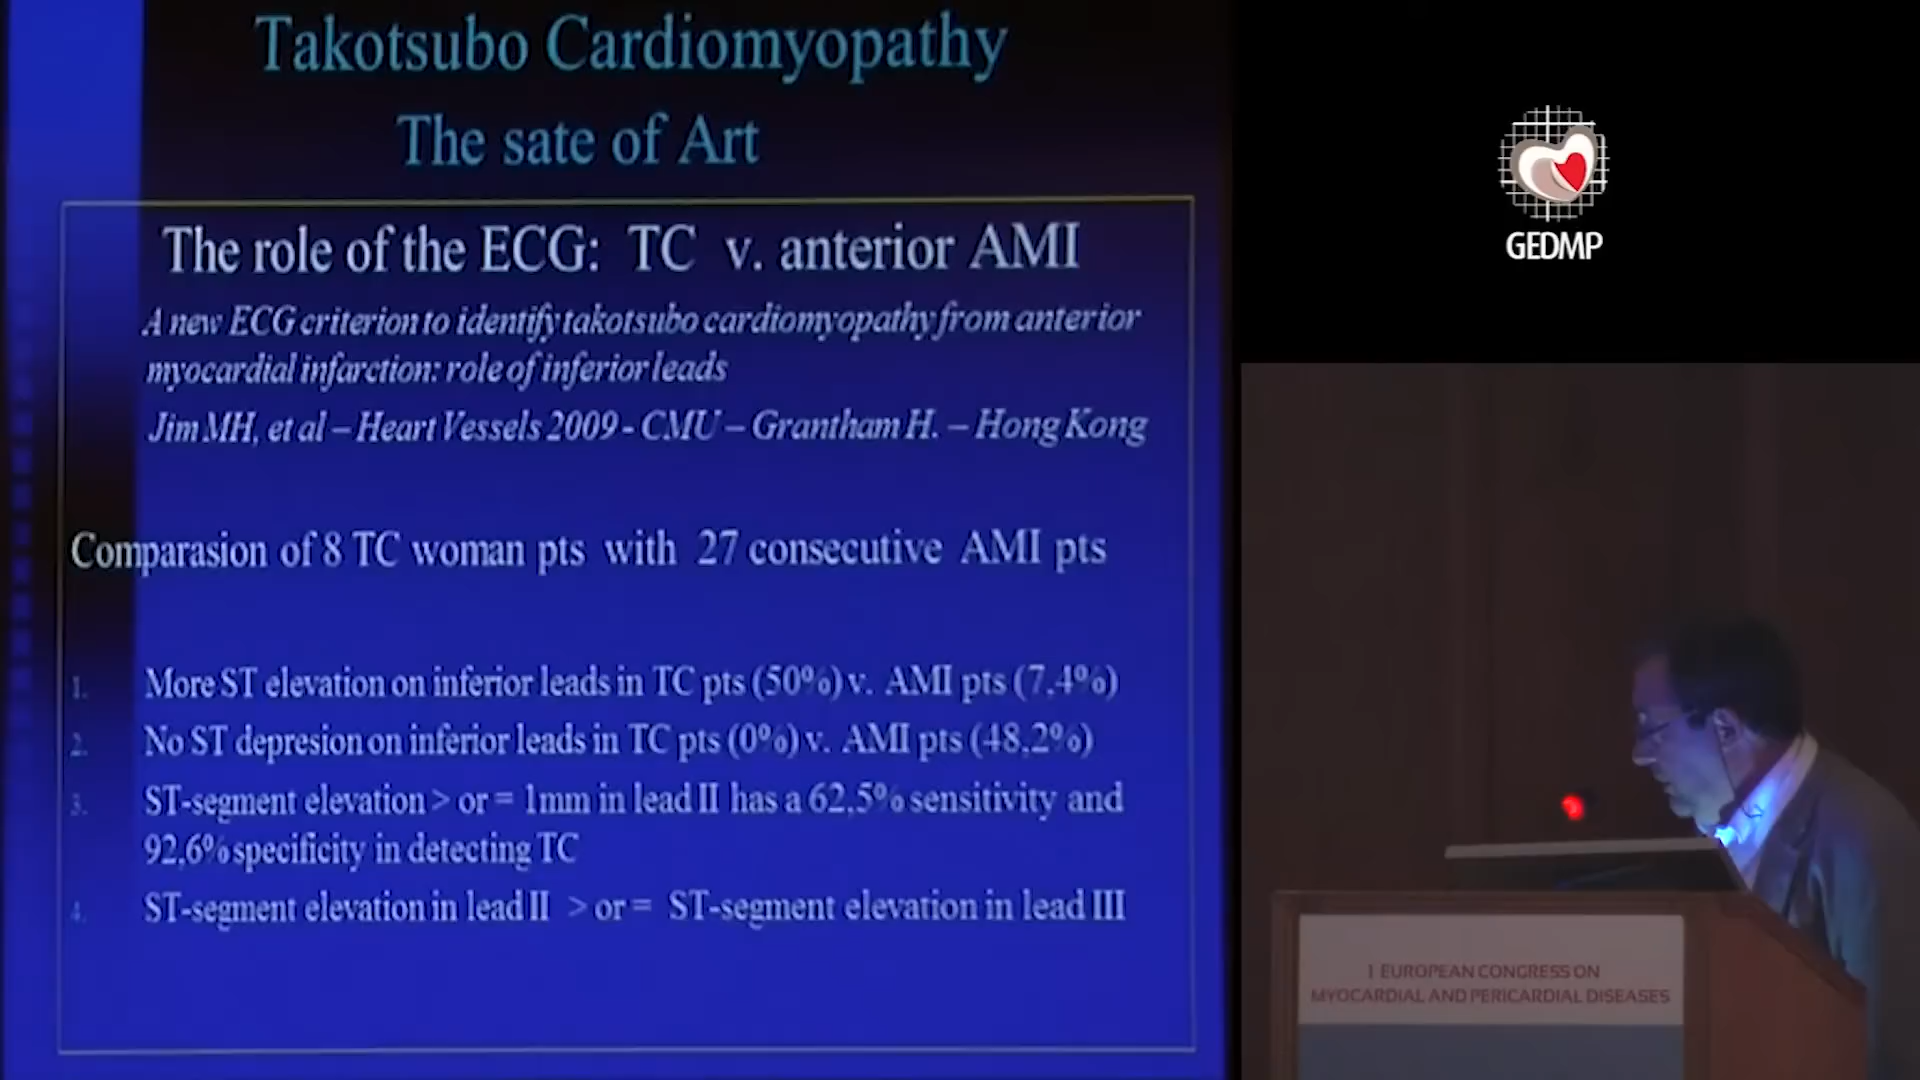 Takotsubo Cardiomyopathy
The sate of Art
The role of the ECG: TC v. anterior AMI
A new ECG criterion to identify takotsubo cardiomyopathy from anterior
myocardial infarction: role of inferior leads
Jim MH, et al – Heart Vessels 2009 - CMU – Grantham H. – Hong Kong
Comparasion of 8 TC woman pts with 27 consecutive AMI pts
1. More ST elevation on inferior leads in TC pts (50%) v. AMI pts (7,4%)
2. No ST depresion on inferior leads in TC pts (0%) v. AMI pts (48,2%)
3. ST-segment elevation > or = 1mm in lead II has a 62,5% sensitivity and
92,6% specificity in detecting TC
4. ST-segment elevation in lead II > or = ST-segment elevation in lead III
GEDMP
1 EUROPEAN CONGRESS ON
MYOCARDIAL AND PERICARDIAL DISEASES